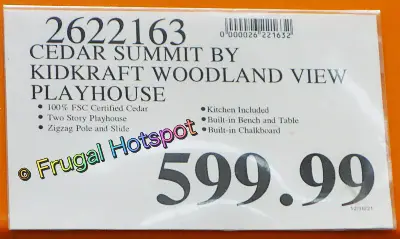 2622163
0000026221632
CEDAR SUMMIT BY
KIDKRAFT WOODLAND VIEW
PLAYHOUSE
• 100% FSC Certified Cedar
• Two Story Playhouse
• Zigzag Pole and Slide
• Kitchen Included
• Built-in Bench and Table
• Built-in Chalkboard
© Frugal Hotspot
599.99